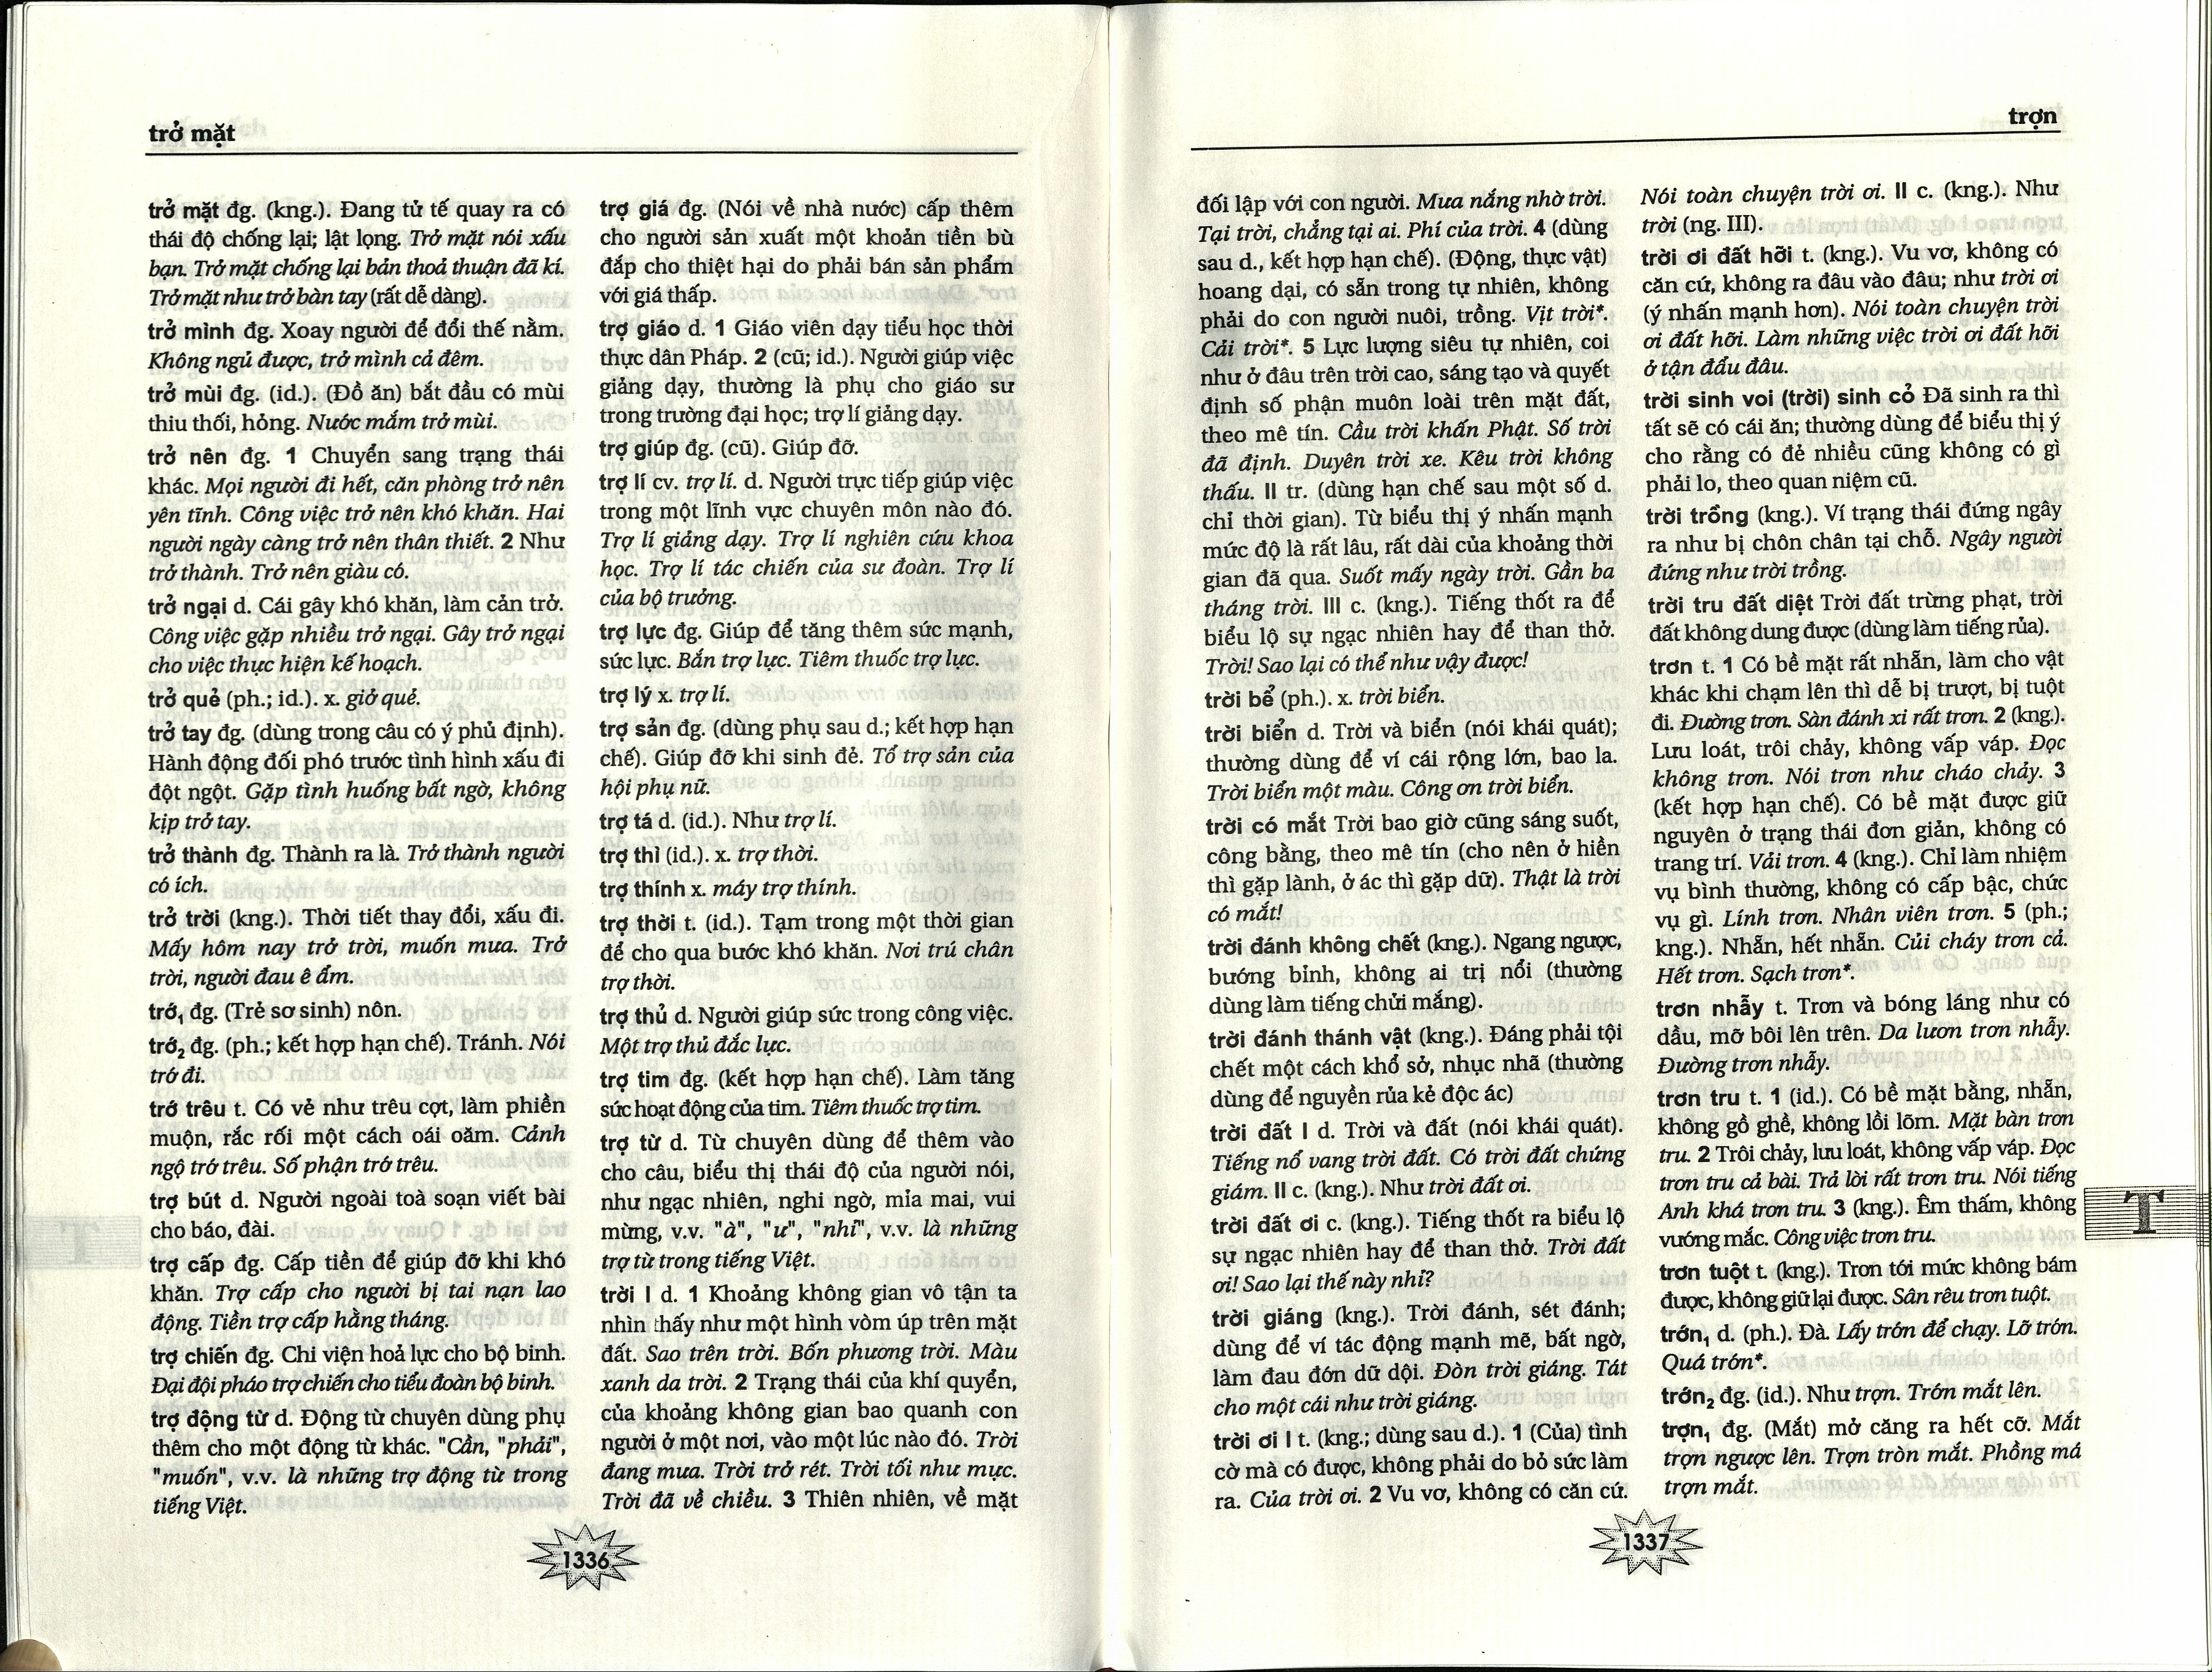 trở mặt
trở mặt đg. (kng.). Đang tử tế quay ra có
thái độ chống lại; lật lọng. Trở mặt nói xấu
bạn. Trở mặt chống lại bản thoả thuận đã kí.
Trở mặt như trở bàn tay (rất dễ dàng).
trở mình đg. Xoay người để đổi thế nằm.
Không ngủ được, trở mình cả đêm.
trở mùi đg. (id.). (Đồ ăn) bắt đầu có mùi
thiu thối, hỏng. Nước mắm trở mùi.
trở nên đg. 1 Chuyển sang trạng thái
khác. Mọi người đi hết, căn phòng trở nên
yên tĩnh. Công việc trở nên khó khăn. Hai
người ngày càng trở nên thân thiết. 2 Như
trở thành. Trở nên giàu có.
trở ngại d. Cái gây khó khăn, làm cản trở.
Công việc gặp nhiều trở ngại. Gây trở ngại
cho việc thực hiện kế hoạch.
trở quẻ (ph.; id.). x. giở quẻ.
trở tay đg. (dùng trong câu có ý phủ định).
Hành động đối phó trước tình hình xấu đi
đột ngột. Gặp tình huống bất ngờ, không
kịp trở tay.
trở thành đg. Thành ra là. Trở thành người
có ích.
trở trời (kng.). Thời tiết thay đổi, xấu đi.
Mấy hôm nay trở trời, muốn mưa. Trở
trời, người đau ê ẩm.
trớ₁ đg. (Trẻ sơ sinh) nôn.
trớ₂ đg. (ph.; kết hợp hạn chế). Tránh. Nói
trớ đi.
trớ trêu t. Có vẻ như trêu cợt, làm phiền
muộn, rắc rối một cách oái oăm. Cảnh
ngộ trớ trêu. Số phận trớ trêu.
trợ bút d. Người ngoài toà soạn viết bài
cho báo, đài.
trợ cấp đg. Cấp tiền để giúp đỡ khi khó
khăn. Trợ cấp cho người bị tai nạn lao
động. Tiền trợ cấp hằng tháng.
trợ chiến đg. Chi viện hoả lực cho bộ binh.
Đại đội pháo trợ chiến cho tiểu đoàn bộ binh.
trợ động từ d. Động từ chuyên dùng phụ
thêm cho một động từ khác. "Cần, "phải",
"muốn", v.v. là những trợ động từ trong
tiếng Việt.
trợ giá đg. (Nói về nhà nước) cấp thêm
cho người sản xuất một khoản tiền bù
đắp cho thiệt hại do phải bán sản phẩm
với giá thấp.
trợ giáo d. 1 Giáo viên dạy tiểu học thời
thực dân Pháp. 2 (cũ; id.). Người giúp việc
giảng dạy, thường là phụ cho giáo sư
trong trường đại học; trợ lí giảng dạy.
trợ giúp đg. (cũ). Giúp đỡ.
trợ lí cv. trợ lí. d. Người trực tiếp giúp việc
trong một lĩnh vực chuyên môn nào đó.
Trợ lí giảng dạy. Trợ lí nghiên cứu khoa
học. Trợ lí tác chiến của sư đoàn. Trợ lí
của bộ trưởng.
trợ lực đg. Giúp để tăng thêm sức mạnh,
sức lực. Bắn trợ lực. Tiêm thuốc trợ lực.
trợ lý x. trợ lí.
trợ sản đg. (dùng phụ sau d.; kết hợp hạn
chế). Giúp đỡ khi sinh đẻ. Tổ trợ sản của
hội phụ nữ.
trợ tá d. (id.). Như trợ lí.
trợ thì (id.). x. trợ thời.
trợ thính x. máy trợ thính.
trợ thời t. (id.). Tạm trong một thời gian
để cho qua bước khó khăn. Nơi trú chân
trợ thời.
trợ thủ d. Người giúp sức trong công việc.
Một trợ thủ đắc lực.
trợ tim đg. (kết hợp hạn chế). Làm tăng
sức hoạt động của tim. Tiêm thuốc trợ tim.
trợ từ d. Từ chuyên dùng để thêm vào
cho câu, biểu thị thái độ của người nói,
như ngạc nhiên, nghi ngờ, mỉa mai, vui
mừng, v.v. "à", "ư", "nhỉ", v.v. là những
trợ từ trong tiếng Việt.
trời I d. 1 Khoảng không gian vô tận ta
nhìn thấy như một hình vòm úp trên mặt
đất. Sao trên trời. Bốn phương trời. Màu
xanh da trời. 2 Trạng thái của khí quyển,
của khoảng không gian bao quanh con
người ở một nơi, vào một lúc nào đó. Trời
đang mưa. Trời trở rét. Trời tối như mực.
Trời đã về chiều. 3 Thiên nhiên, về mặt
1336
trợn
đối lập với con người. Mưa nắng nhờ trời.
Tại trời, chẳng tại ai. Phí của trời. 4 (dùng
sau d., kết hợp hạn chế). (Động, thực vật)
hoang dại, có sẵn trong tự nhiên, không
phải do con người nuôi, trồng. Vịt trời*.
Cải trời*. 5 Lực lượng siêu tự nhiên, coi
như ở đâu trên trời cao, sáng tạo và quyết
định số phận muôn loài trên mặt đất,
theo mê tín. Cầu trời khấn Phật. Số trời
đã định. Duyên trời xe. Kêu trời không
thấu. II tr. (dùng hạn chế sau một số d.
chỉ thời gian). Từ biểu thị ý nhấn mạnh
mức độ là rất lâu, rất dài của khoảng thời
gian đã qua. Suốt mấy ngày trời. Gần ba
tháng trời. III c. (kng.). Tiếng thốt ra để
biểu lộ sự ngạc nhiên hay để than thở.
Trời! Sao lại có thể như vậy được!
trời bể (ph.). x. trời biển.
trời biển d. Trời và biển (nói khái quát);
thường dùng để ví cái rộng lớn, bao la.
Trời biển một màu. Công ơn trời biển.
trời có mắt Trời bao giờ cũng sáng suốt,
công bằng, theo mê tín (cho nên ở hiền
thì gặp lành, ở ác thì gặp dữ). Thật là trời
có mắt!
trời đánh không chết (kng.). Ngang ngược,
bướng bỉnh, không ai trị nổi (thường
dùng làm tiếng chửi mắng).
trời đánh thánh vật (kng.). Đáng phải tội
chết một cách khổ sở, nhục nhã (thường
dùng để nguyền rủa kẻ độc ác)
trời đất I d. Trời và đất (nói khái quát).
Tiếng nổ vang trời đất. Có trời đất chứng
giám. II c. (kng.). Như trời đất ơi.
trời đất ơi c. (kng.). Tiếng thốt ra biểu lộ
sự ngạc nhiên hay để than thở. Trời đất
ơi! Sao lại thế này nhỉ?
trời giáng (kng.). Trời đánh, sét đánh;
dùng để ví tác động mạnh mẽ, bất ngờ,
làm đau đớn dữ dội. Đòn trời giáng. Tát
cho một cái như trời giáng.
trời ơi I t. (kng.; dùng sau d.). 1 (Của) tình
cờ mà có được, không phải do bỏ sức làm
ra. Của trời ơi. 2 Vu vơ, không có căn cứ.
Nói toàn chuyện trời ơi. II c. (kng.). Như
trời (ng. III).
trời ơi đất hỡi t. (kng.). Vu vơ, không có
căn cứ, không ra đâu vào đâu; như trời ơi
(ý nhấn mạnh hơn). Nói toàn chuyện trời
ơi đất hỡi. Làm những việc trời ơi đất hỡi
ở tận đẩu đâu.
trời sinh voi (trời) sinh cỏ Đã sinh ra thì
tất sẽ có cái ăn; thường dùng để biểu thị ý
cho rằng có đẻ nhiều cũng không có gì
phải lo, theo quan niệm cũ.
trời trồng (kng.). Ví trạng thái đứng ngây
ra như bị chôn chân tại chỗ. Ngây người
đứng như trời trồng.
trời tru đất diệt Trời đất trừng phạt, trời
đất không dung được (dùng làm tiếng rủa).
trơn t. 1 Có bề mặt rất nhẵn, làm cho vật
khác khi chạm lên thì dễ bị trượt, bị tuột
đi. Đường trơn. Sàn đánh xi rất trơn. 2 (kng.).
Lưu loát, trôi chảy, không vấp váp. Đọc
không trơn. Nói trơn như cháo chảy. 3
(kết hợp hạn chế). Có bề mặt được giữ
nguyên ở trạng thái đơn giản, không có
trang trí. Vải trơn. 4 (kng.). Chỉ làm nhiệm
vụ bình thường, không có cấp bậc, chức
vụ gì. Lính trơn. Nhân viên trơn. 5 (ph.;
kng.). Nhẵn, hết nhẵn. Củi cháy trơn cả.
Hết trơn. Sạch trơn*.
trơn nhẫy t. Trơn và bóng láng như có
dầu, mỡ bôi lên trên. Da lươn trơn nhẫy.
Đường trơn nhẫy.
trơn tru t. 1 (id.). Có bề mặt bằng, nhẵn,
không gồ ghề, không lồi lõm. Mặt bàn trơn
tru. 2 Trôi chảy, lưu loát, không vấp váp. Đọc
trơn tru cả bài. Trả lời rất trơn tru. Nói tiếng
Anh khá trơn tru. 3 (kng.). Êm thấm, không
vướng mắc. Công việc trơn tru.
trơn tuột t. (kng.). Trơn tới mức không bám
được, không giữ lại được. Sân rêu trơn tuột.
trớn₁ d. (ph.). Đà. Lấy trớn để chạy. Lỡ trớn.
Quá trớn*.
trớn₂ đg. (id.). Như trợn. Trớn mắt lên.
trợn₁ đg. (Mắt) mở căng ra hết cỡ. Mắt
trợn ngược lên. Trợn tròn mắt. Phồng má
trợn mắt.
T
1337